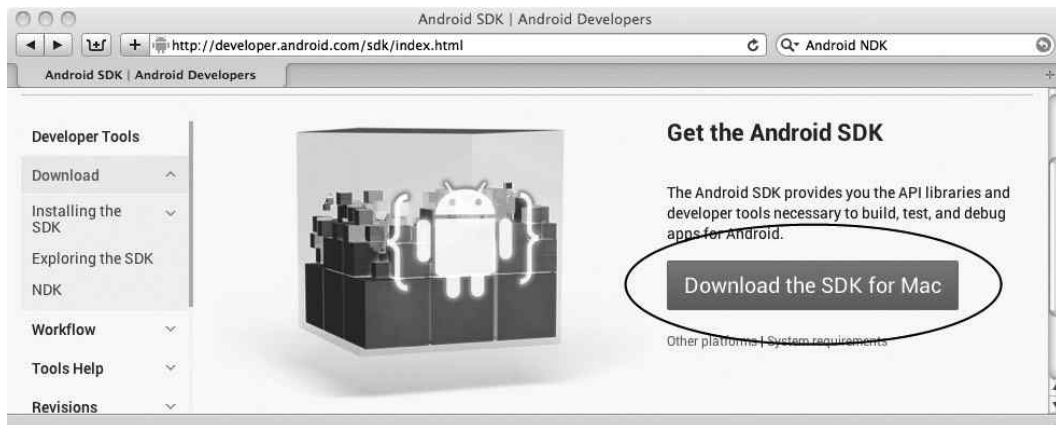 Android SDK | Android Developers
http://developer.android.com/sdk/index.html
Android NDK
Android SDK | Android Developers
Developer Tools
Download
Installing the
SDK
Exploring the SDK
NDK
Workflow
Tools Help
Revisions
Get the Android SDK
The Android SDK provides you the API libraries and
developer tools necessary to build, test, and debug
apps for Android.
Download the SDK for Mac
Other platforms | System requirements